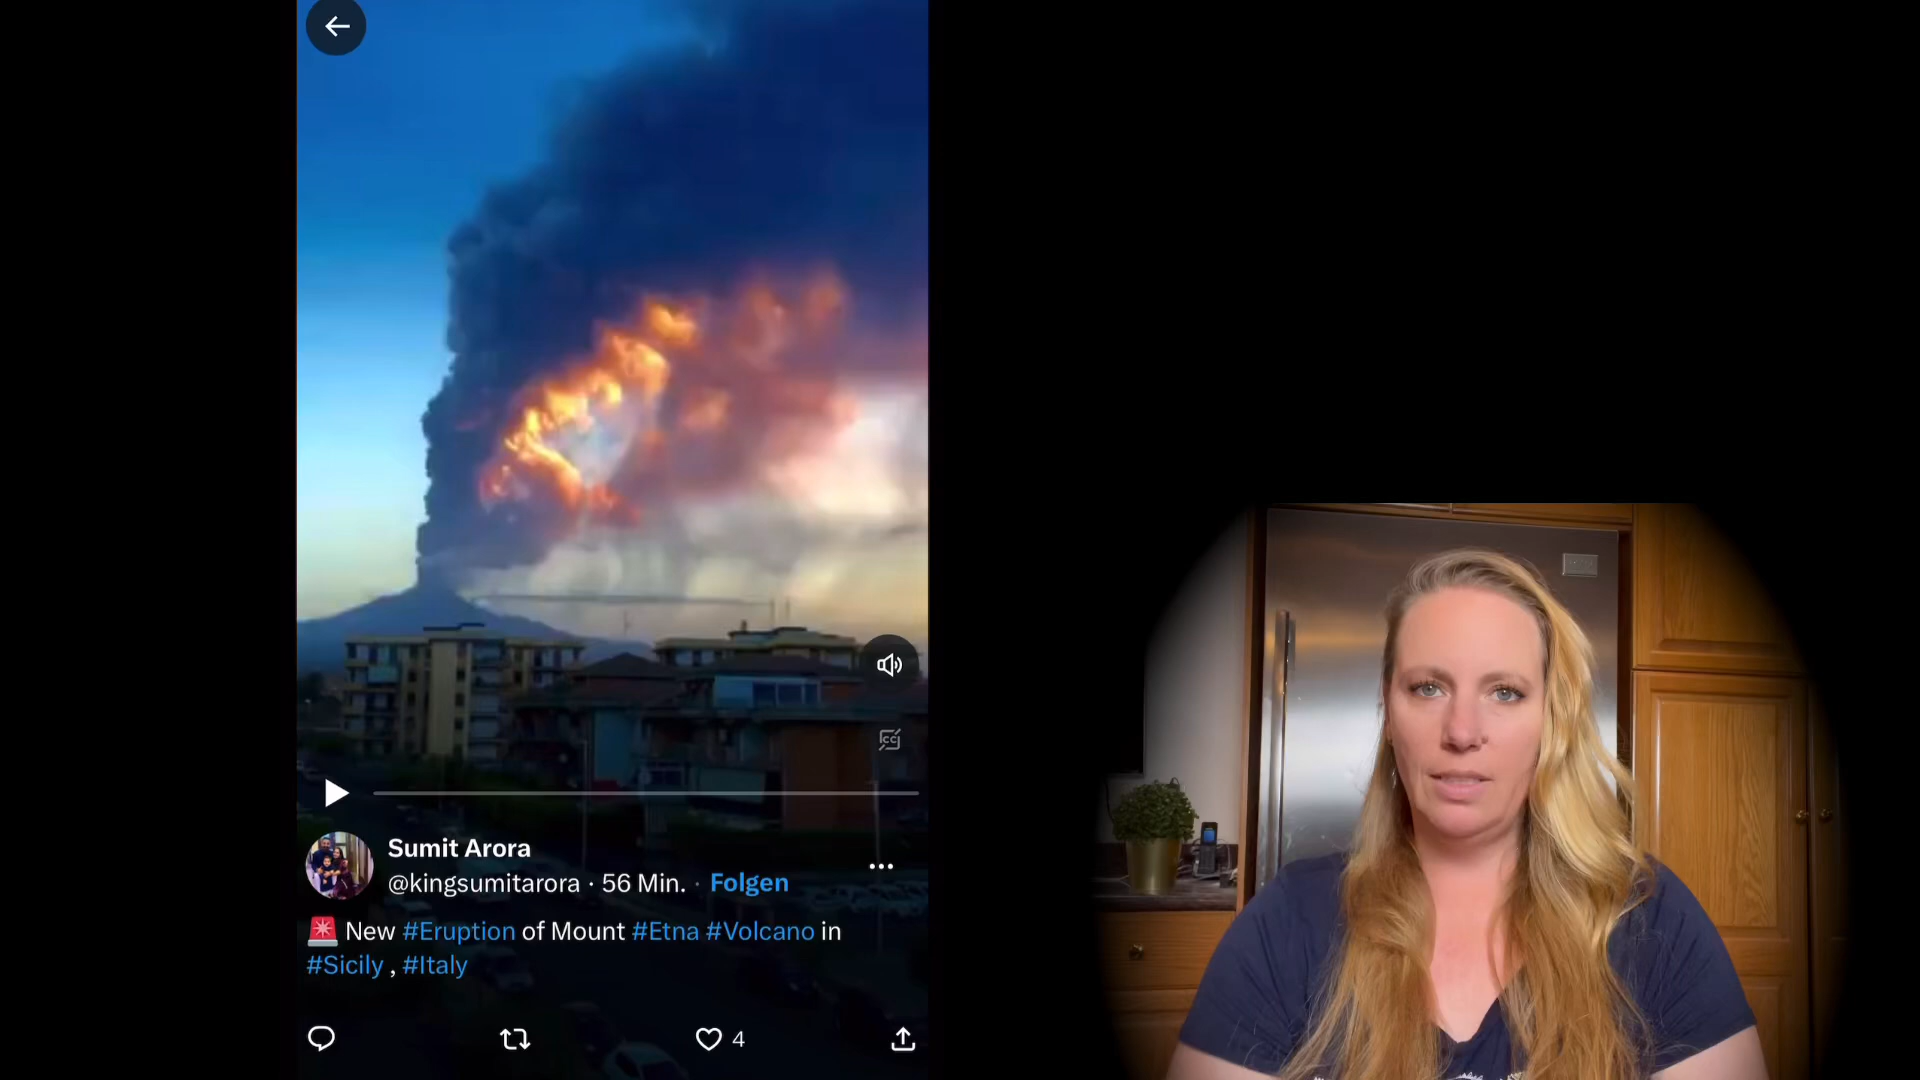 Sumit Arora
@kingsumitarora · 56 Min. · Folgen
🚨 New #Eruption of Mount #Etna #Volcano in
#Sicily , #Italy
4